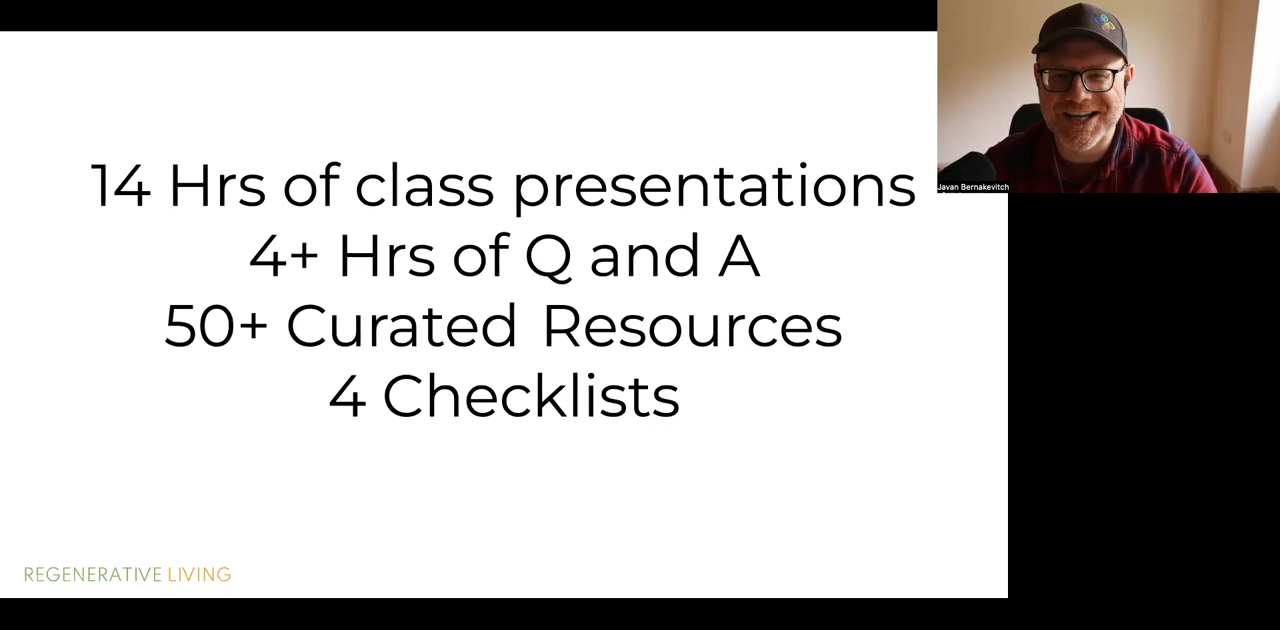 14 Hrs of class presentations
4+ Hrs of Q and A
50+ Curated Resources
4 Checklists
REGENERATIVE LIVING
Javan Bernakevitch